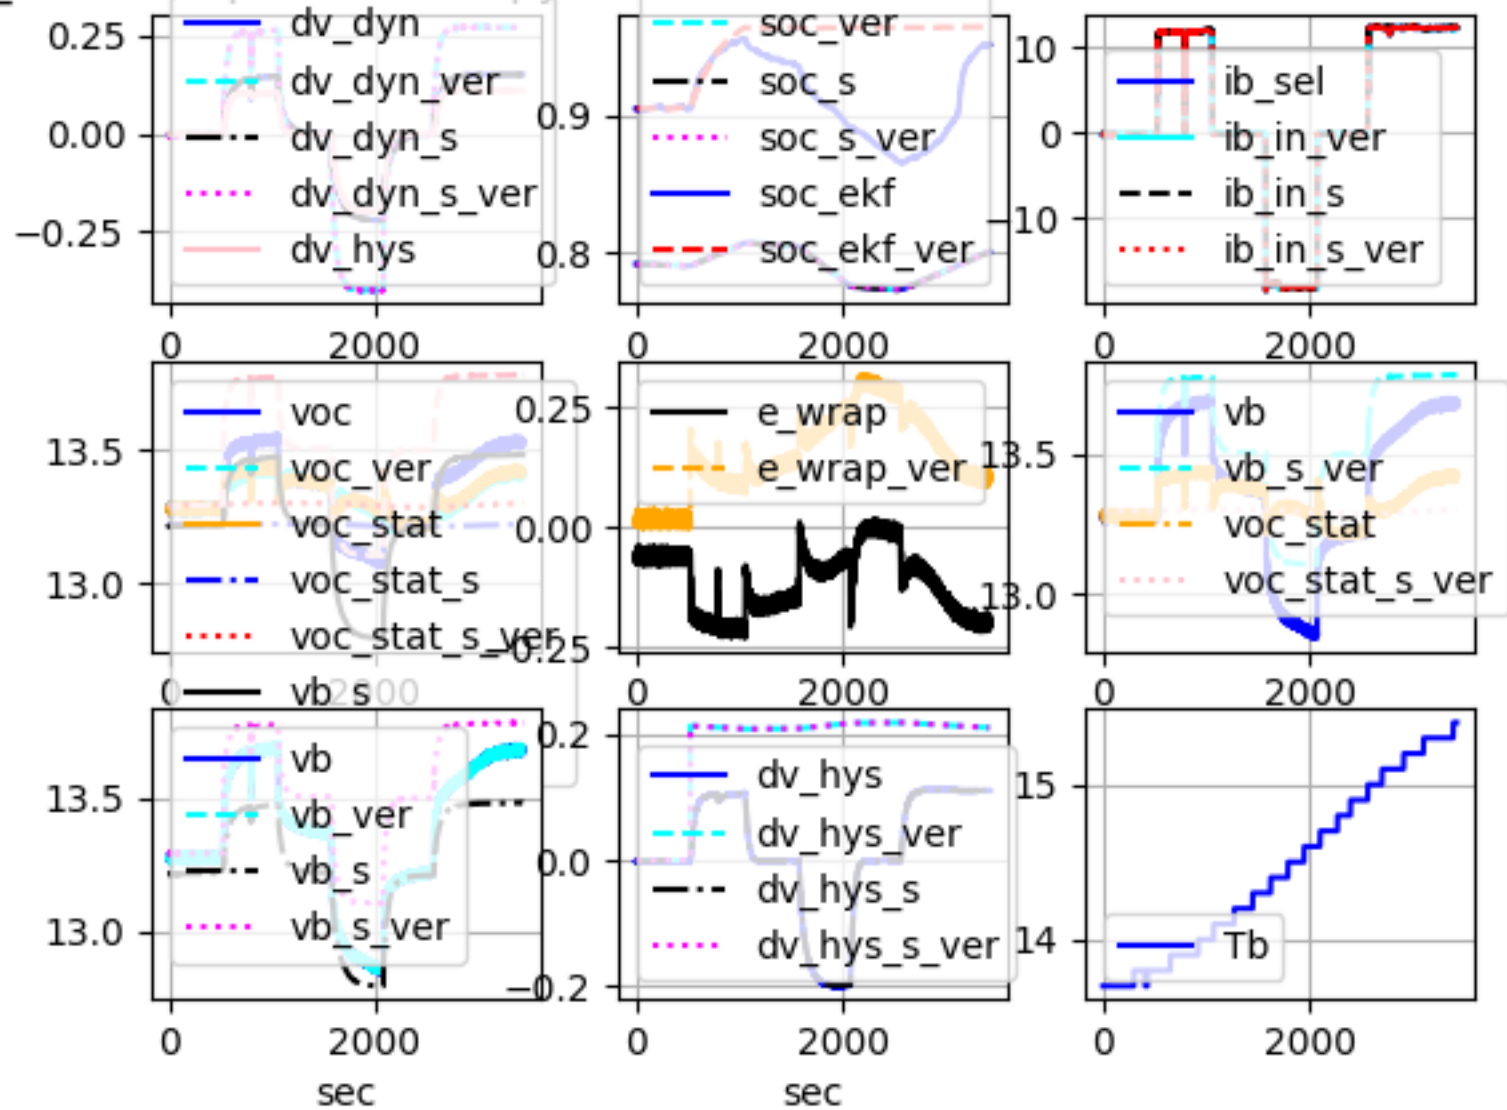 0.25
0.00
−0.25
dv_dyn
dv_dyn_ver
dv_dyn_s
dv_dyn_s_ver
dv_hys
0 2000
0.9
0.8
soc_ver
soc_s
soc_s_ver
soc_ekf
soc_ekf_ver
0 2000
10
0
10
ib_sel
ib_in_ver
ib_in_s
ib_in_s_ver
0 2000
13.5
13.0
voc
voc_ver
voc_stat
voc_stat_s
voc_stat_s_ver
vb_s
0 2000
0.25
0.00
0.25
e_wrap
e_wrap_ver
0 2000
13.5
13.0
vb
vb_s_ver
voc_stat
voc_stat_s_ver
0 2000
13.5
13.0
vb
vb_ver
vb_s
vb_s_ver
0 2000
sec
0.2
0.0
−0.2
dv_hys
dv_hys_ver
dv_hys_s
dv_hys_s_ver
0 2000
sec
15
14
Tb
0 2000